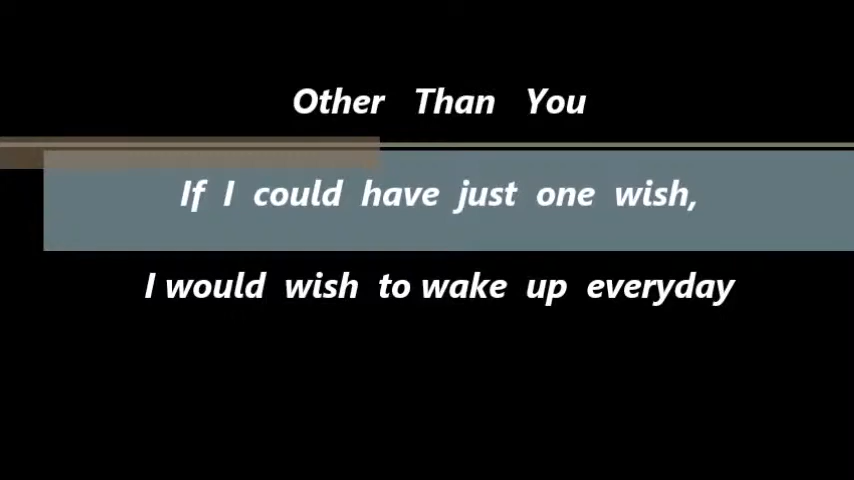 Other Than You
If I could have just one wish,
I would wish to wake up everyday